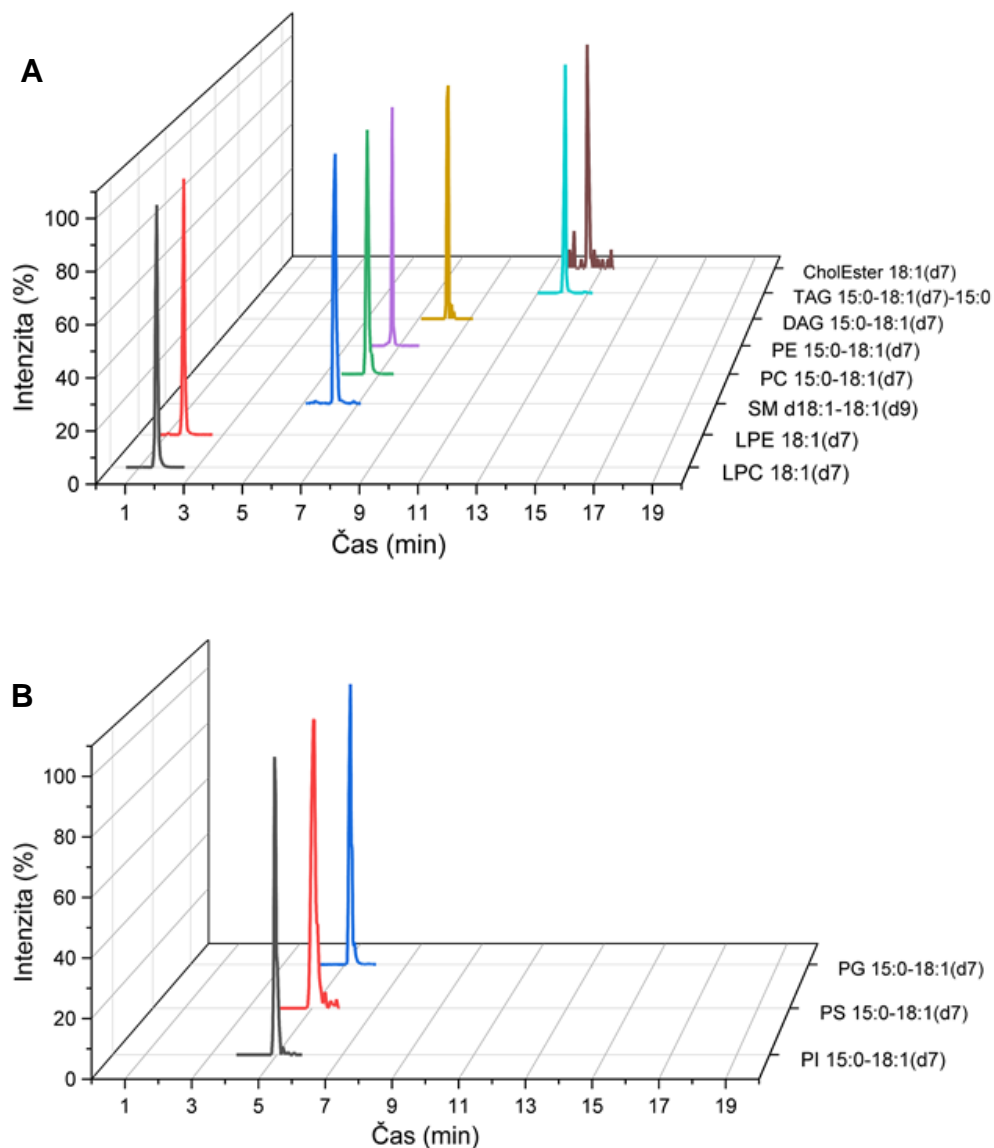 A
100
80
60
40
20
0
Intenzita (%)
1 3 5 7 9 11 13 15 17 19
Čas (min)
CholEster 18:1(d7)
TAG 15:0-18:1(d7)-15:0
DAG 15:0-18:1(d7)
PE 15:0-18:1(d7)
PC 15:0-18:1(d7)
SM d18:1-18:1(d9)
LPE 18:1(d7)
LPC 18:1(d7)
B
100
80
60
40
20
0
Intenzita (%)
1 3 5 7 9 11 13 15 17 19
Čas (min)
PG 15:0-18:1(d7)
PS 15:0-18:1(d7)
PI 15:0-18:1(d7)